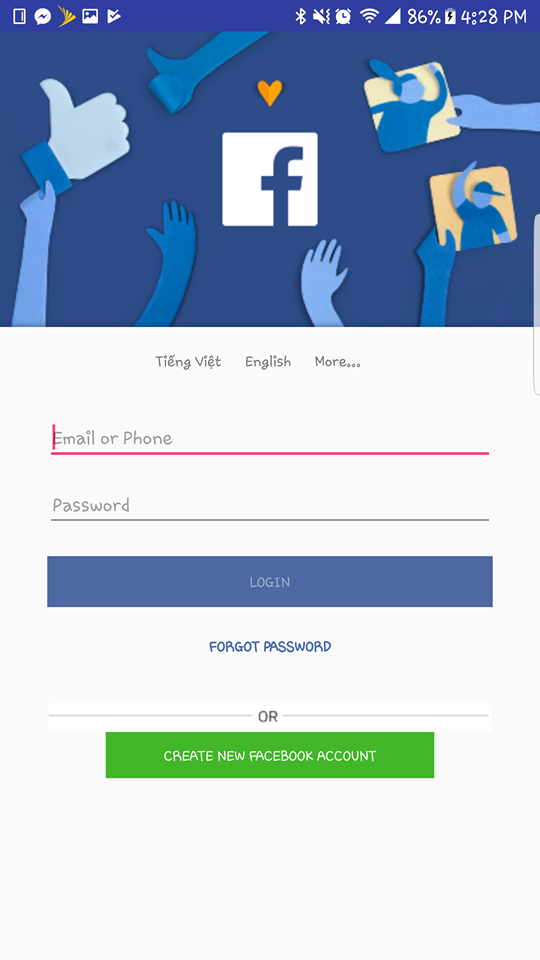 86% 4:28 PM
f
Tiếng Việt English More...
Email or Phone
Password
LOGIN
FORGOT PASSWORD
OR
CREATE NEW FACEBOOK ACCOUNT